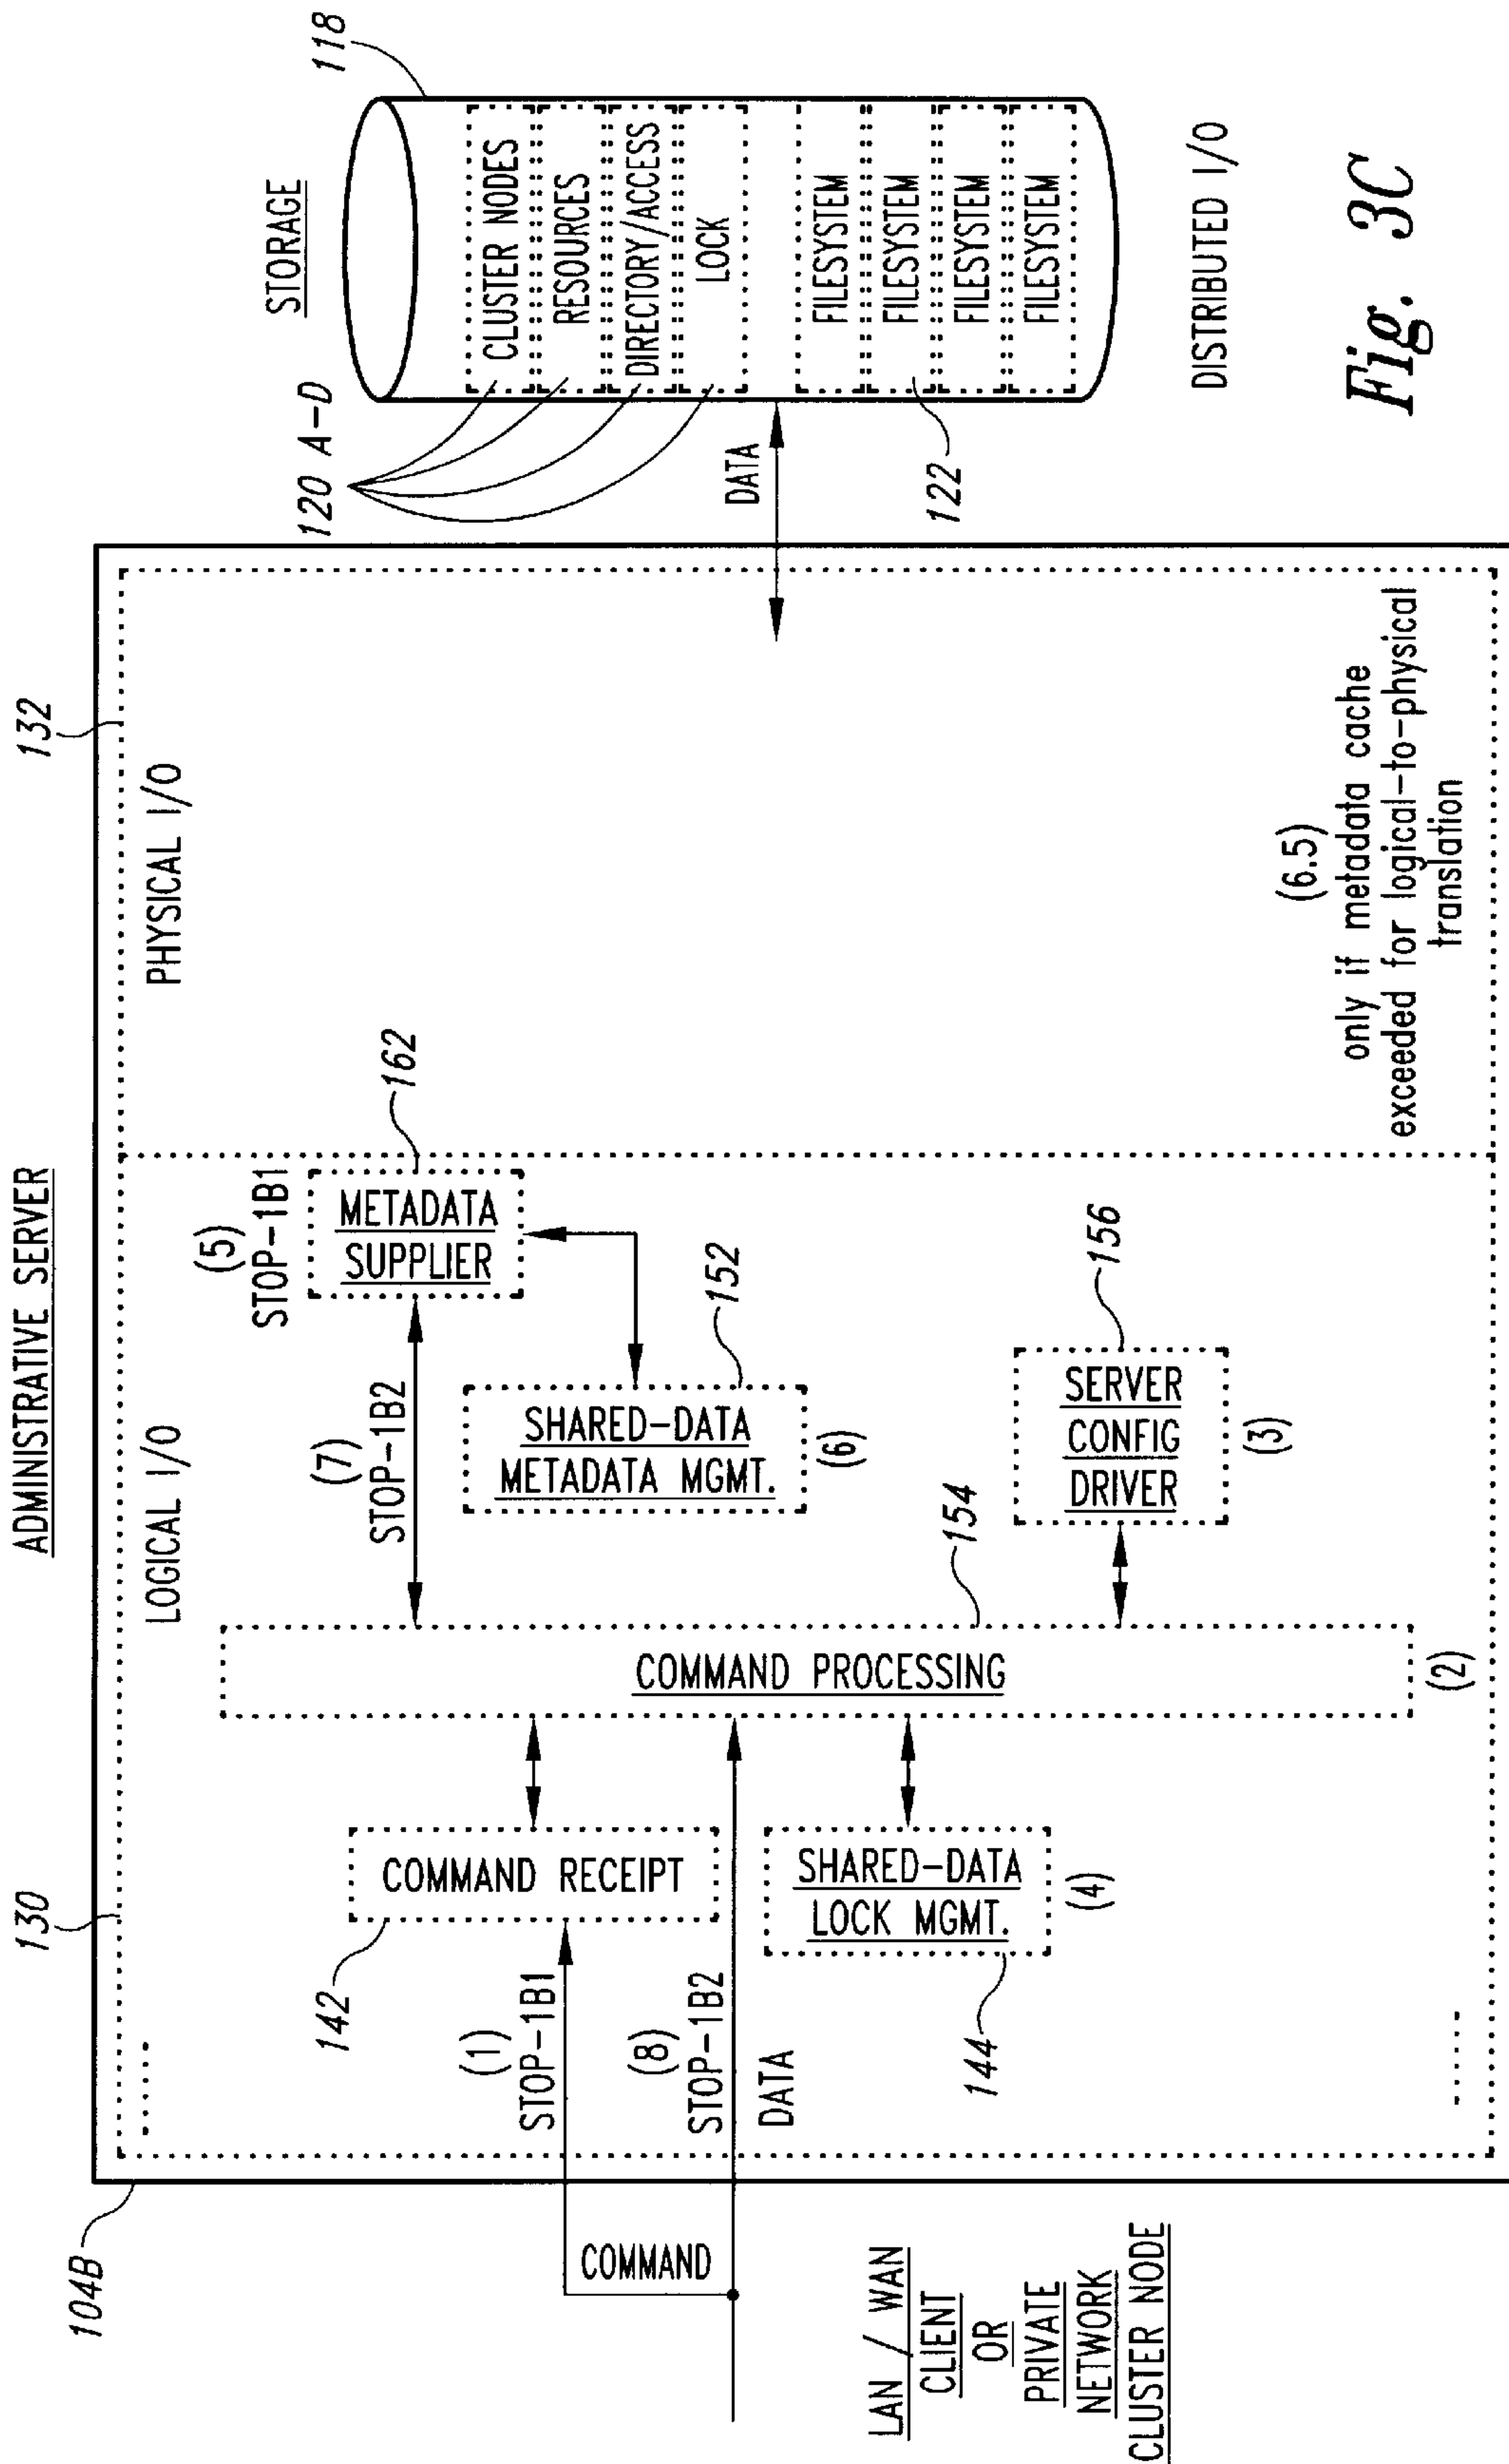 ADMINISTRATIVE SERVER
104B
130
132
LOGICAL I/O
PHYSICAL I/O
LAN / WAN
CLIENT
OR
PRIVATE
NETWORK
CLUSTER NODE
COMMAND
(1)
STOP-1B1
(8)
STOP-1B2
DATA
142
COMMAND RECEIPT
SHARED-DATA
LOCK MGMT.
(4)
144
COMMAND PROCESSING
(2)
154
(7)
STOP-1B2
(5)
STOP-1B1
METADATA
SUPPLIER
162
SHARED-DATA
METADATA MGMT.
(6)
152
SERVER
CONFIG
DRIVER
(3)
156
(6.5)
only if metadata cache
exceeded for logical-to-physical
translation
DATA
STORAGE
118
120 A-D
CLUSTER NODES
RESOURCES
DIRECTORY/ACCESS
LOCK
FILESYSTEM
FILESYSTEM
FILESYSTEM
FILESYSTEM
122
DISTRIBUTED I/O
Fig. 3C